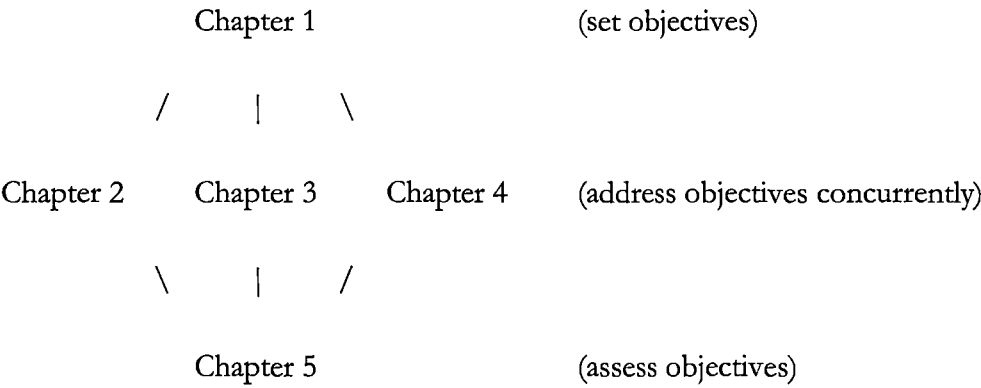 Chapter 1 (set objectives)
/ | \
Chapter 2 Chapter 3 Chapter 4 (address objectives concurrently)
\ | /
Chapter 5 (assess objectives)